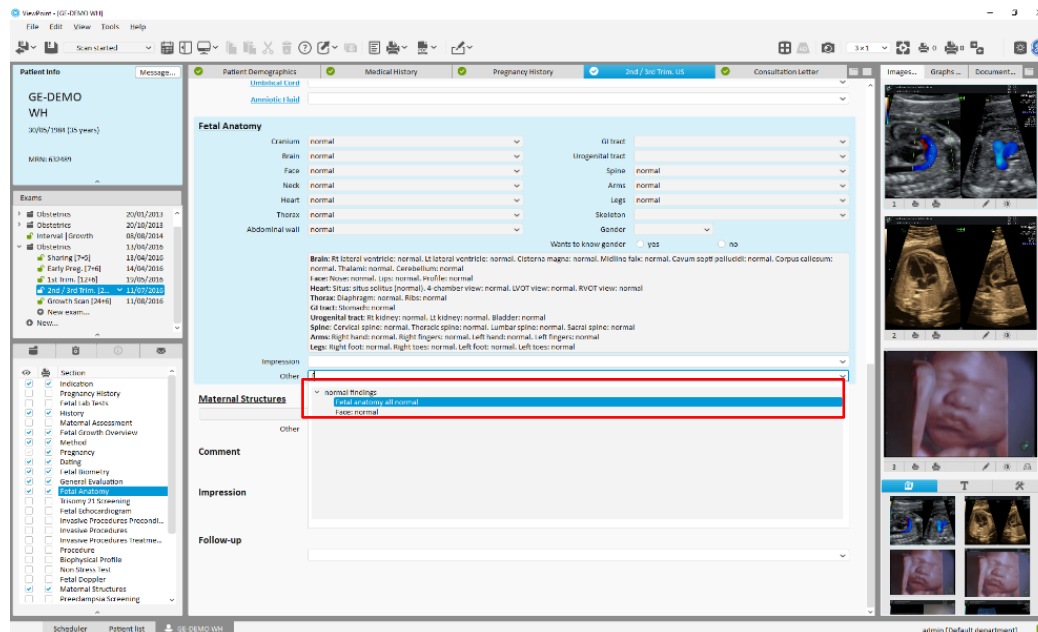 ViewPoint - [GE-DEMO WH]
File Edit View Tools Help
Scan started
3x1
Patient Info
Message...
GE-DEMO
WH
30/05/1984 (35 years)
MRN: 632489
Exams
Obstetrics 20/01/2013
Obstetrics 20/10/2013
Interval Growth 08/08/2014
Obstetrics 13/04/2016
Sharing [7+5] 13/04/2016
Early Preg. [7+6] 14/04/2016
1st Trim. [12+6] 19/05/2016
2nd / 3rd Trim. [2... 11/07/2016
Growth Scan [24+6] 11/08/2016
New exam...
New...
Section
Indication
Pregnancy History
Fetal Lab Tests
History
Maternal Assessment
Fetal Growth Overview
Method
Pregnancy
Dating
Fetal Biometry
General Evaluation
Fetal Anatomy
Trisomy 21 Screening
Fetal Echocardiogram
Invasive Procedures Precondi...
Invasive Procedures
Invasive Procedures Treatme...
Procedure
Biophysical Profile
Non Stress Test
Fetal Doppler
Maternal Structures
Preeclampsia Screening
Patient Demographics
Medical History
Pregnancy History
2nd / 3rd Trim. US
Consultation Letter
Umbilical Cord
Amniotic Fluid
Fetal Anatomy
Cranium normal
GI tract
Brain normal
Urogenital tract
Face normal
Spine normal
Neck normal
Arms normal
Heart normal
Legs normal
Thorax normal
Skeleton
Abdominal wall normal
Gender
Wants to know gender yes no
Brain: Rt lateral ventricle: normal. Lt lateral ventricle: normal. Cisterna magna: normal. Midline falx: normal. Cavum septi pellucidi: normal. Corpus callosum:
normal. Thalami: normal. Cerebellum: normal
Face: Nose: normal. Lips: normal. Profile: normal
Heart: Situs: situs solitus (normal). 4-chamber view: normal. LVOT view: normal. RVOT view: normal
Thorax: Diaphragm: normal. Ribs: normal
GI tract: Stomach: normal
Urogenital tract: Rt kidney: normal. Lt kidney: normal. Bladder: normal
Spine: Cervical spine: normal. Thoracic spine: normal. Lumbar spine: normal. Sacral spine: normal
Arms: Right hand: normal. Right fingers: normal. Left hand: normal. Left fingers: normal
Legs: Right foot: normal. Right toes: normal. Left foot: normal. Left toes: normal
Impression
Other f
normal findings
Fetal anatomy all normal
Face: normal
Maternal Structures
Other
Comment
Impression
Follow-up
Images...
Graphs ...
Document...
1
2
3
T
Scheduler
Patient list
GE-DEMO WH
admin [Default department]